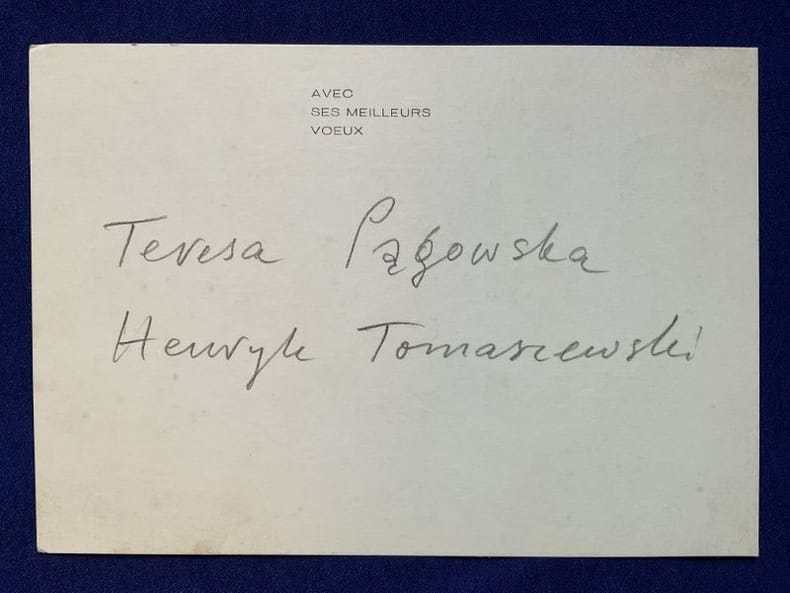 AVEC
SES MEILLEURS
VOEUX
Teresa Pągowska
Henryk Tomaszewski